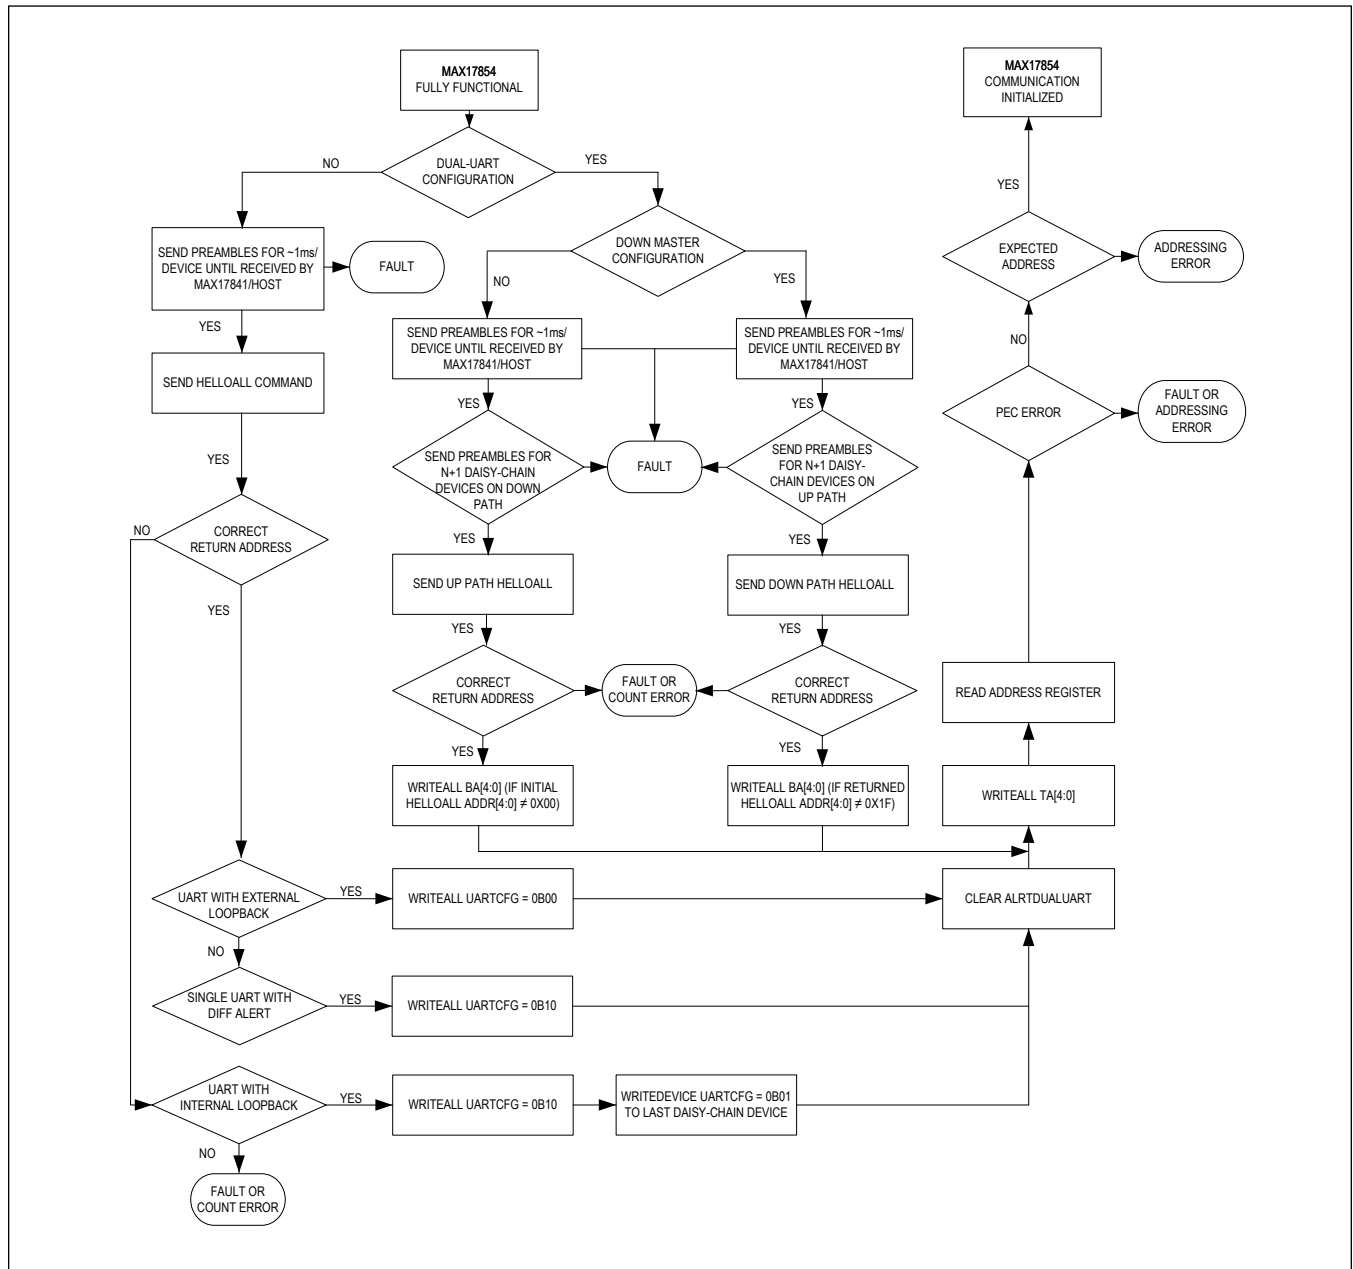 MAX17854
FULLY FUNCTIONAL
DUAL-UART
CONFIGURATION
NO
YES
SEND PREAMBLES FOR ~1ms/
DEVICE UNTIL RECEIVED BY
MAX17841/HOST
FAULT
YES
SEND HELLOALL COMMAND
YES
CORRECT
RETURN ADDRESS
NO
YES
UART WITH EXTERNAL
LOOPBACK
YES
WRITEALL UARTCFG = 0B00
NO
SINGLE UART WITH
DIFF ALERT
YES
WRITEALL UARTCFG = 0B10
UART WITH
INTERNAL LOOPBACK
YES
WRITEALL UARTCFG = 0B10
WRITEDEVICE UARTCFG = 0B01
TO LAST DAISY-CHAIN DEVICE
NO
FAULT OR
COUNT ERROR
DOWN MASTER
CONFIGURATION
NO
YES
SEND PREAMBLES FOR ~1ms/
DEVICE UNTIL RECEIVED BY
MAX17841/HOST
YES
SEND PREAMBLES FOR
N+1 DAISY-CHAIN
DEVICES ON DOWN
PATH
YES
SEND UP PATH HELLOALL
YES
CORRECT
RETURN ADDRESS
YES
WRITEALL BA[4:0] (IF INITIAL
HELLOALL ADDR[4:0] ≠ 0X00)
FAULT
FAULT OR
COUNT ERROR
SEND PREAMBLES FOR ~1ms/
DEVICE UNTIL RECEIVED BY
MAX17841/HOST
YES
SEND PREAMBLES
FOR N+1 DAISY-
CHAIN DEVICES ON
UP PATH
YES
SEND DOWN PATH HELLOALL
YES
CORRECT
RETURN ADDRESS
YES
WRITEALL BA[4:0] (IF RETURNED
HELLOALL ADDR[4:0] ≠ 0X1F)
MAX17854
COMMUNICATION
INITIALIZED
YES
EXPECTED
ADDRESS
ADDRESSING
ERROR
NO
PEC ERROR
FAULT OR
ADDRESSING
ERROR
READ ADDRESS REGISTER
WRITEALL TA[4:0]
CLEAR ALRTDUALUART